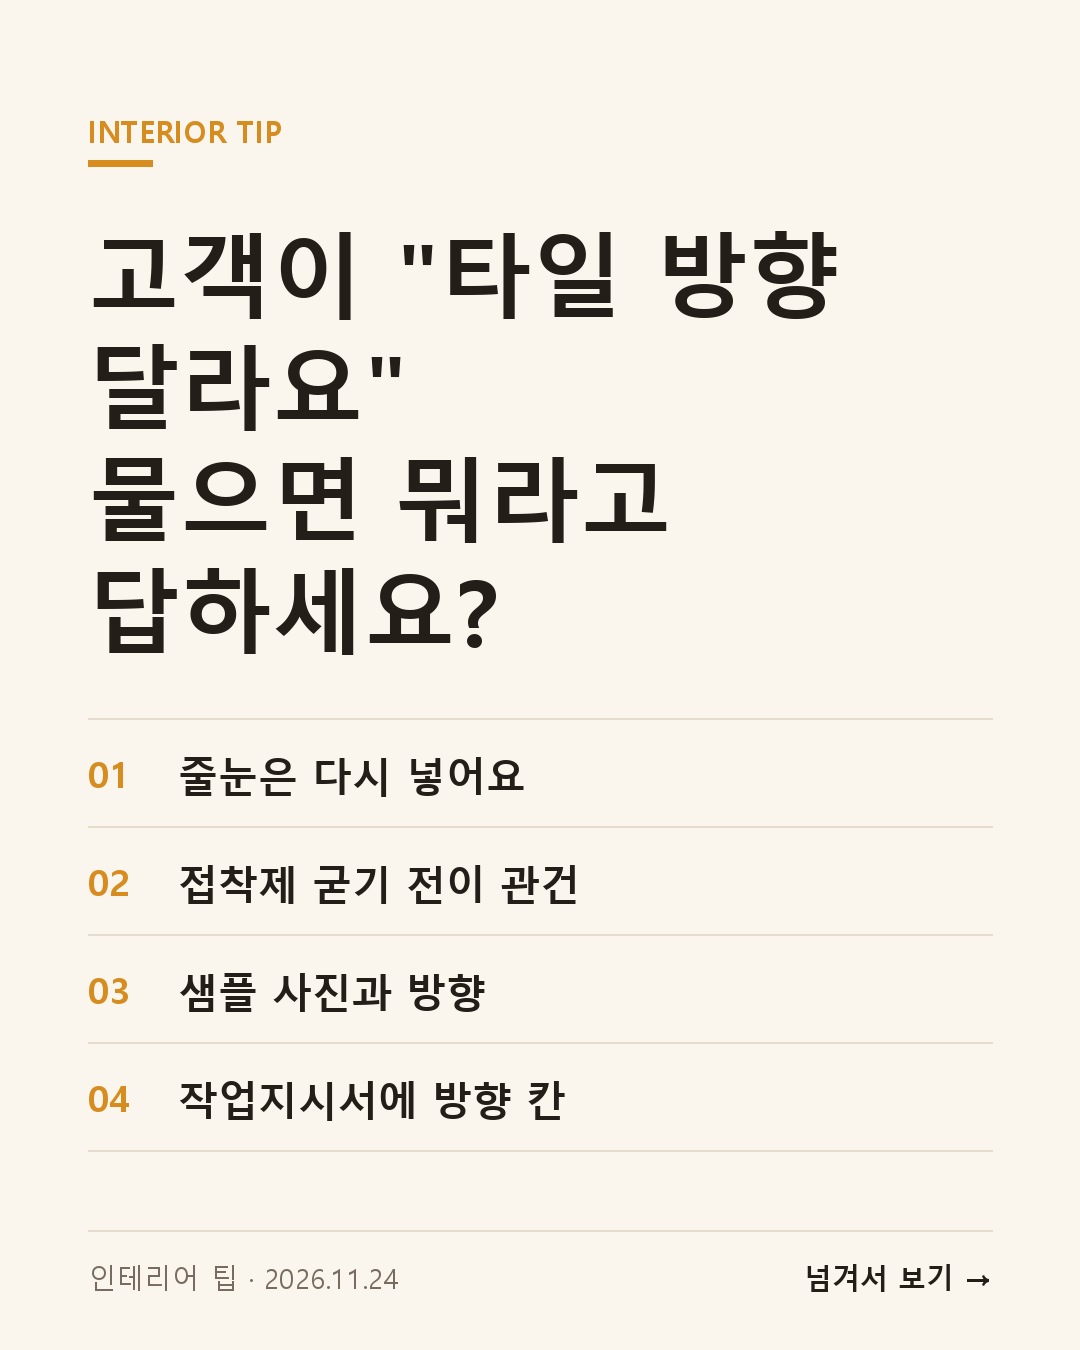 INTERIOR TIP
고객이 "타일 방향
달라요"
물으면 뭐라고
답하세요?
01 줄눈은 다시 넣어요
02 접착제 굳기 전이 관건
03 샘플 사진과 방향
04 작업지시서에 방향 칸
인테리어 팁 · 2026.11.24
넘겨서 보기 →